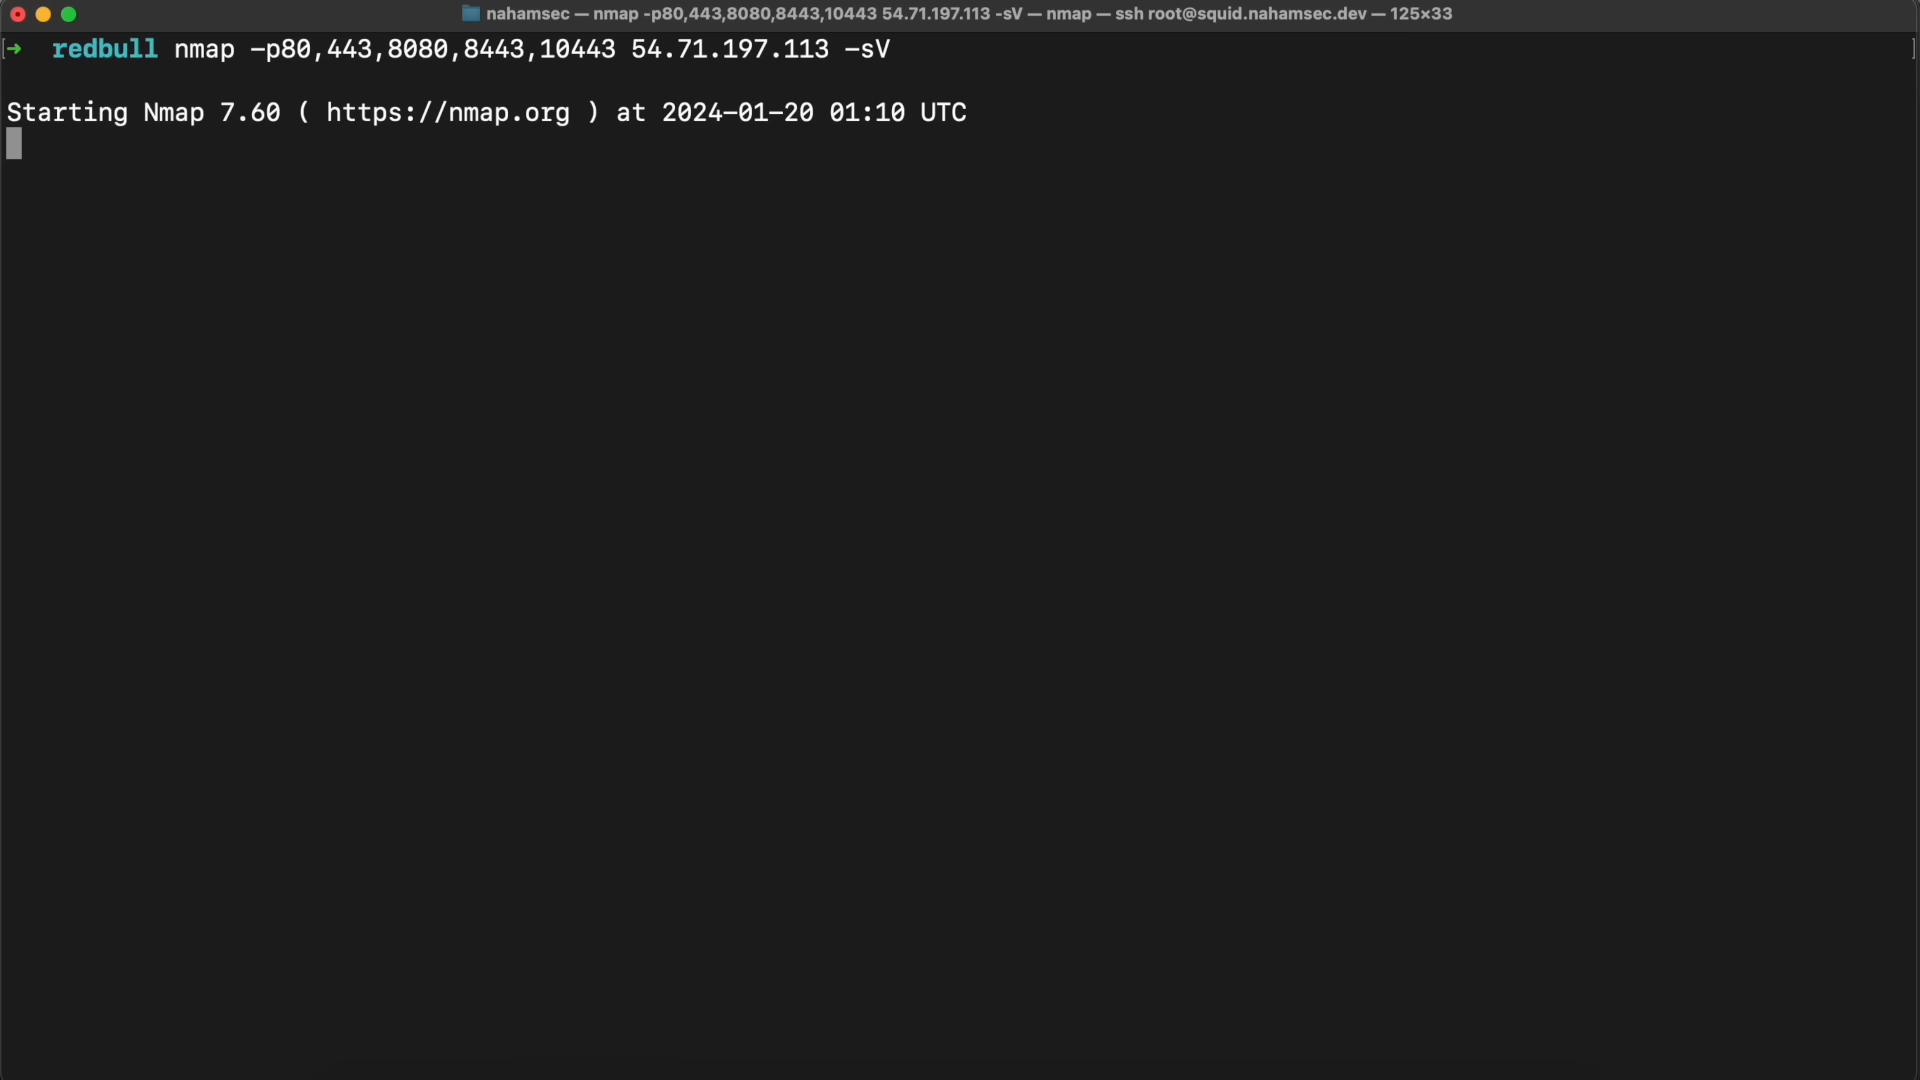 nahamsec — nmap -p80,443,8080,8443,10443 54.71.197.113 -sV — nmap — ssh root@squid.nahamsec.dev — 125×33
[➜ redbull nmap -p80,443,8080,8443,10443 54.71.197.113 -sV ]
Starting Nmap 7.60 ( https://nmap.org ) at 2024-01-20 01:10 UTC